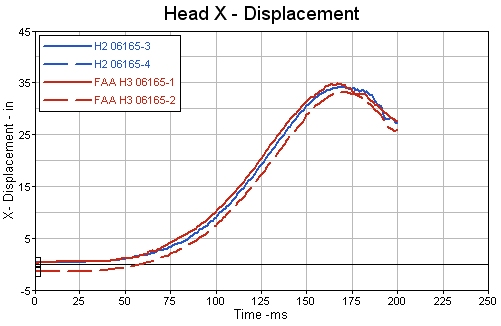 Head X - Displacement
H2 06165-3
H2 06165-4
FAA H3 06165-1
FAA H3 06165-2
X - Displacement - in
45
35
25
15
5
-5
0 25 50 75 100 125 150 175 200 225 250
Time -ms